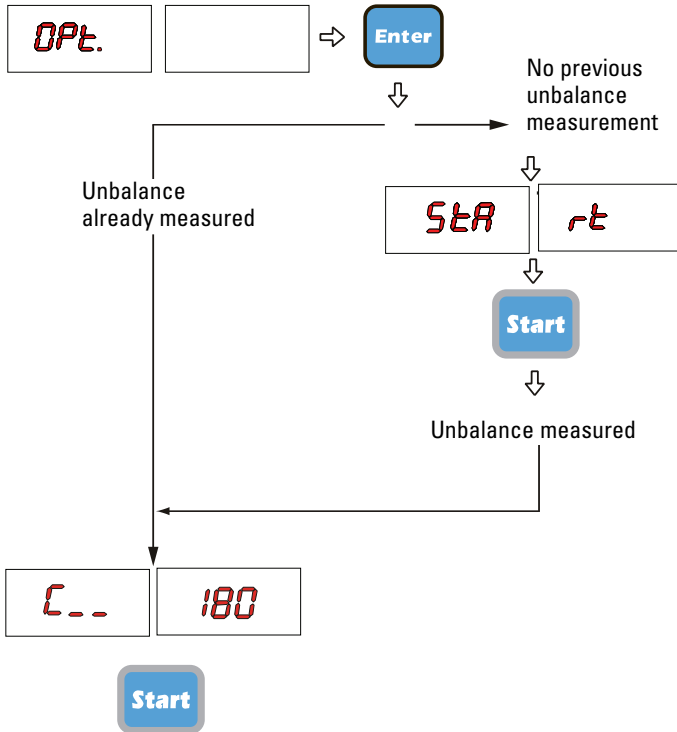 OPt.
Enter
No previous
unbalance
measurement
Unbalance
already measured
StA rt
Start
Unbalance measured
C_ _ 180
Start